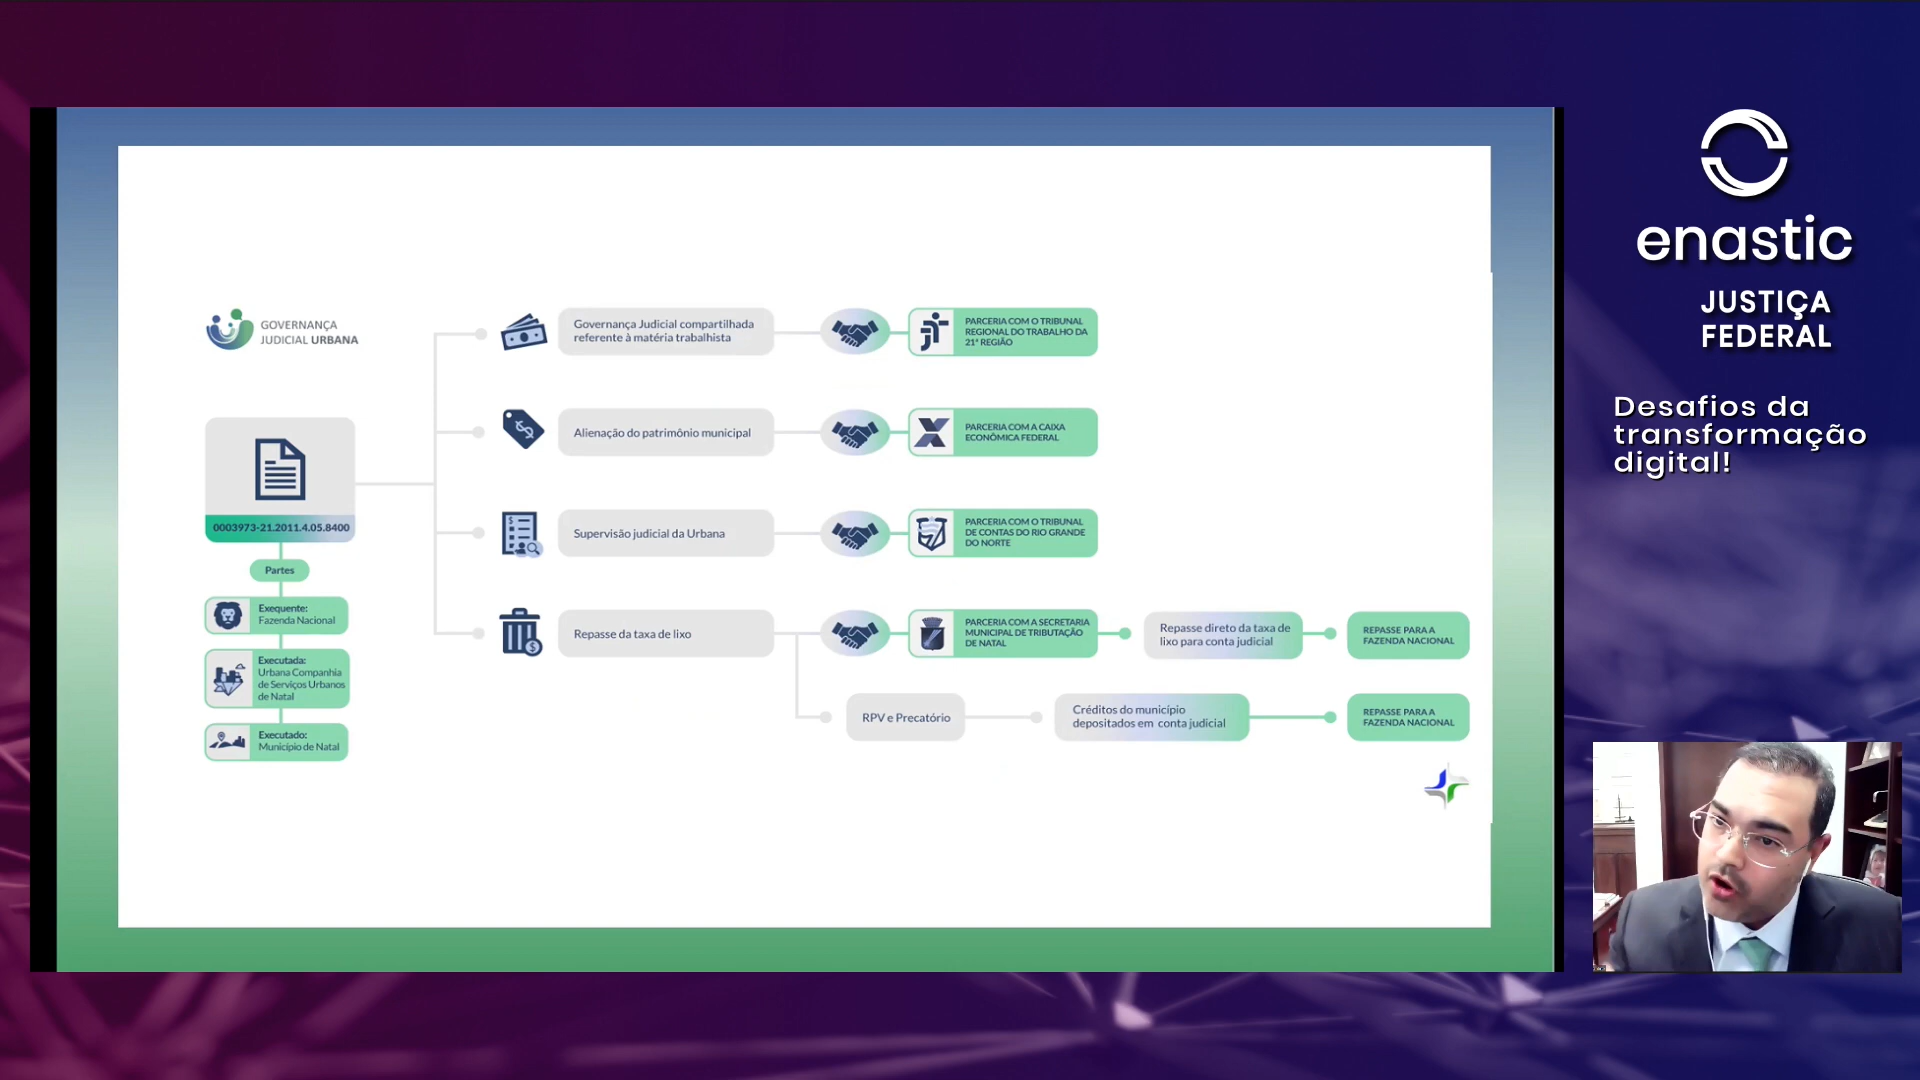 GOVERNANÇA
JUDICIAL URBANA
0003973-21.2011.4.05.8400
Partes
Exequente:
Fazenda Nacional
Executada:
Urbana Companhia
de Serviços Urbanos
de Natal
Executado:
Município de Natal
Governança Judicial compartilhada
referente à matéria trabalhista
PARCERIA COM O TRIBUNAL
REGIONAL DO TRABALHO DA
21ª REGIÃO
Alienação do patrimônio municipal
PARCERIA COM A CAIXA
ECONÔMICA FEDERAL
Supervisão judicial da Urbana
PARCERIA COM O TRIBUNAL
DE CONTAS DO RIO GRANDE
DO NORTE
Repasse da taxa de lixo
PARCERIA COM A SECRETARIA
MUNICIPAL DE TRIBUTAÇÃO
DE NATAL
Repasse direto da taxa de
lixo para conta judicial
REPASSE PARA A
FAZENDA NACIONAL
RPV e Precatório
Créditos do município
depositados em conta judicial
REPASSE PARA A
FAZENDA NACIONAL
enastic
JUSTIÇA
FEDERAL
Desafios da
transformação
digital!